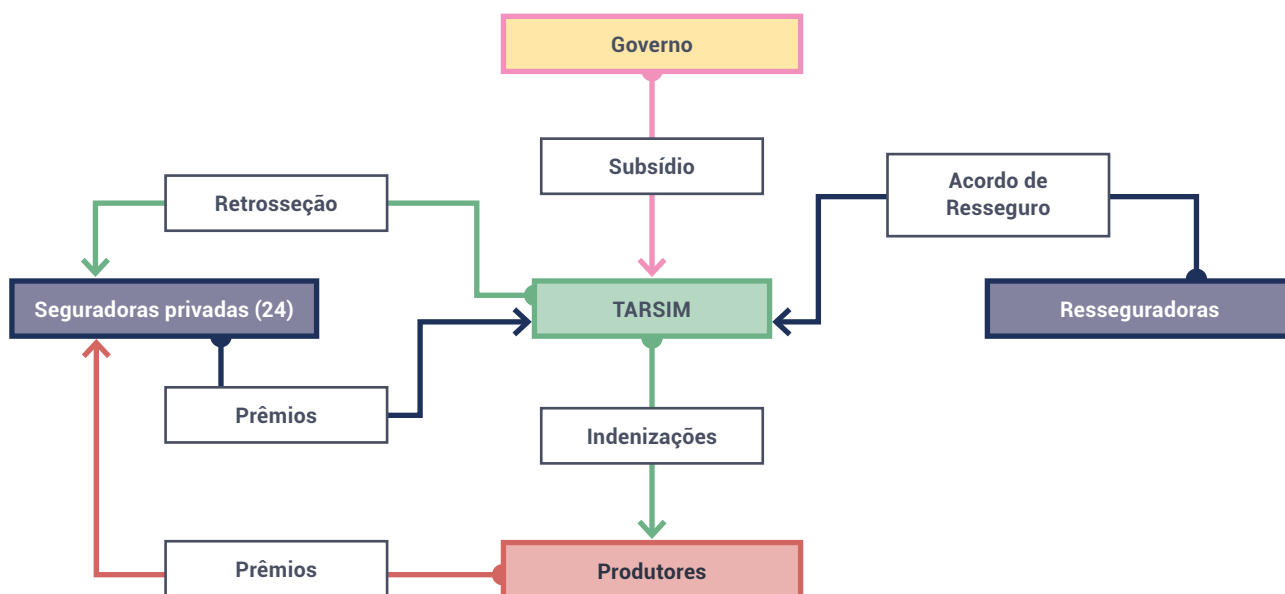 Governo
Subsídio
Acordo de
Resseguro
Retrosseção
Seguradoras privadas (24)
TARSIM
Resseguradoras
Prêmios
Indenizações
Prêmios
Produtores